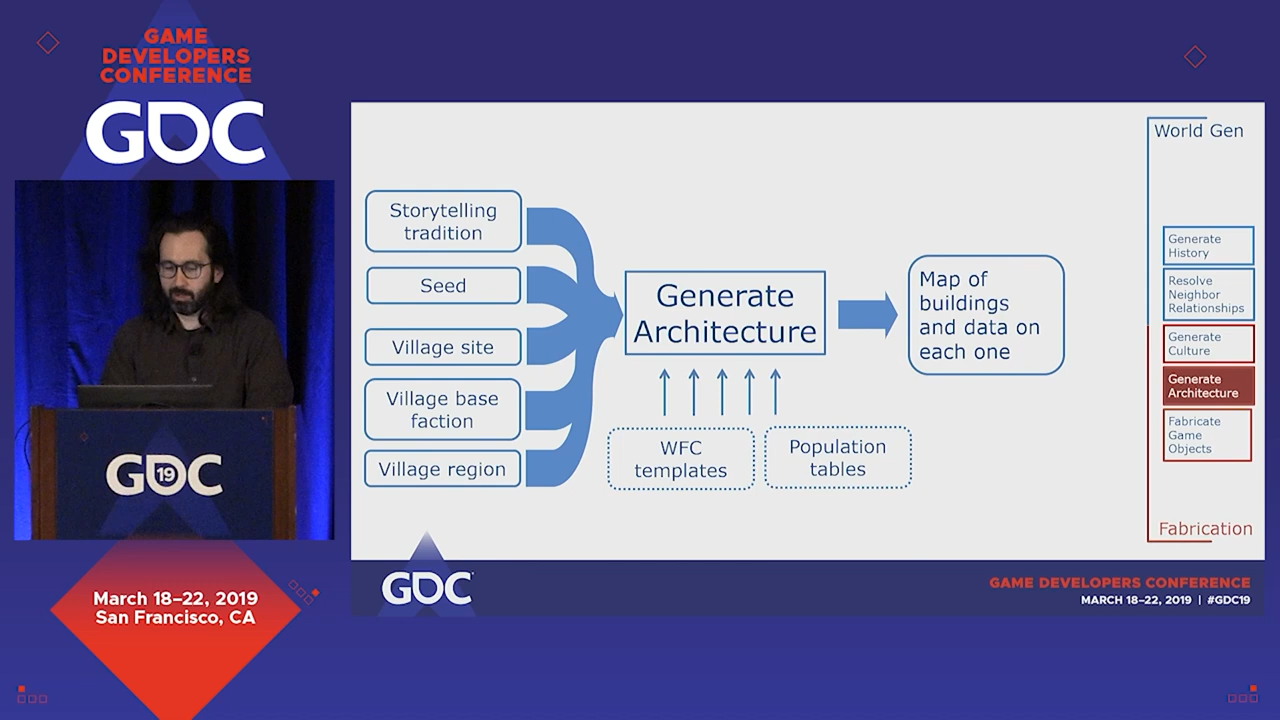 GAME
DEVELOPERS
CONFERENCE
GDC
GDC
19
March 18–22, 2019
San Francisco, CA
Storytelling
tradition
Seed
Village site
Village base
faction
Village region
Generate
Architecture
WFC
templates
Population
tables
Map of
buildings
and data on
each one
World Gen
Generate
History
Resolve
Neighbor
Relationships
Generate
Culture
Generate
Architecture
Fabricate
Game
Objects
Fabrication
GDC
GAME DEVELOPERS CONFERENCE
MARCH 18–22, 2019 | #GDC19